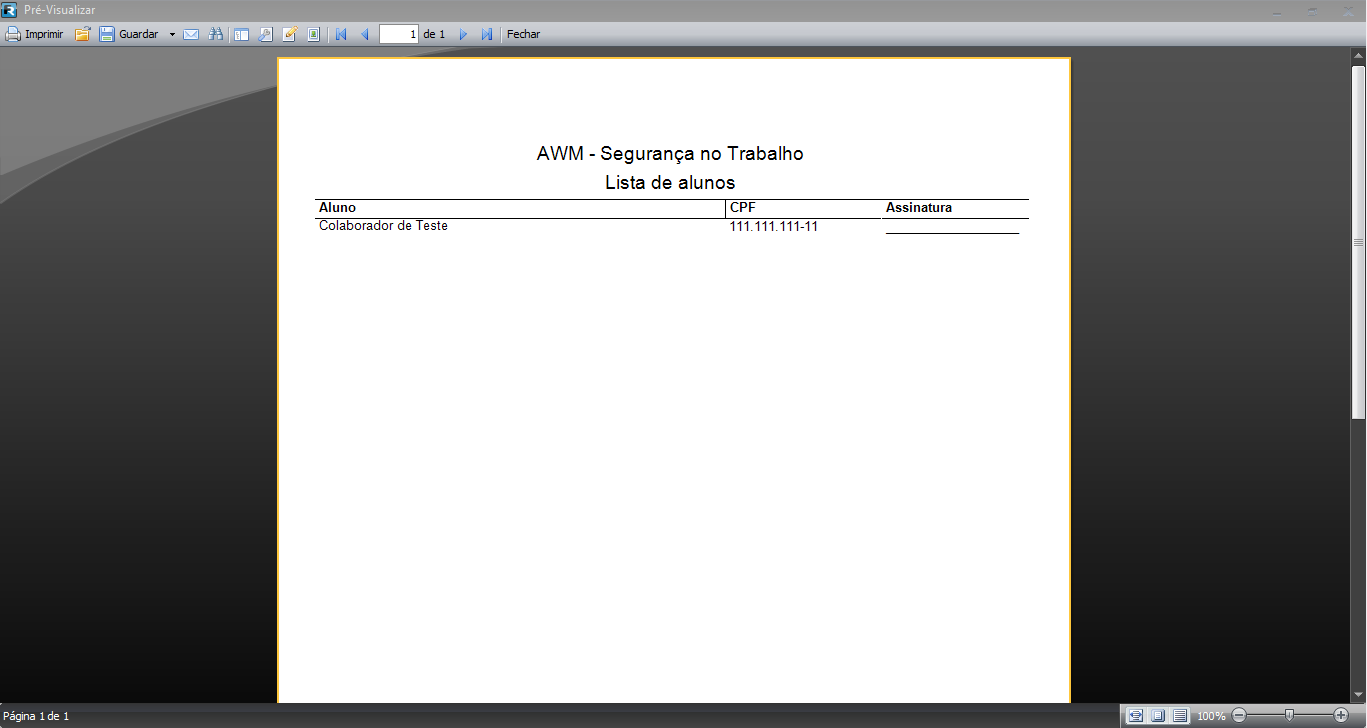 Pré-Visualizar
Imprimir Guardar 1 de 1 Fechar
AWM - Segurança no Trabalho
Lista de alunos
Aluno CPF Assinatura
Colaborador de Teste 111.111.111-11
Página 1 de 1 100%